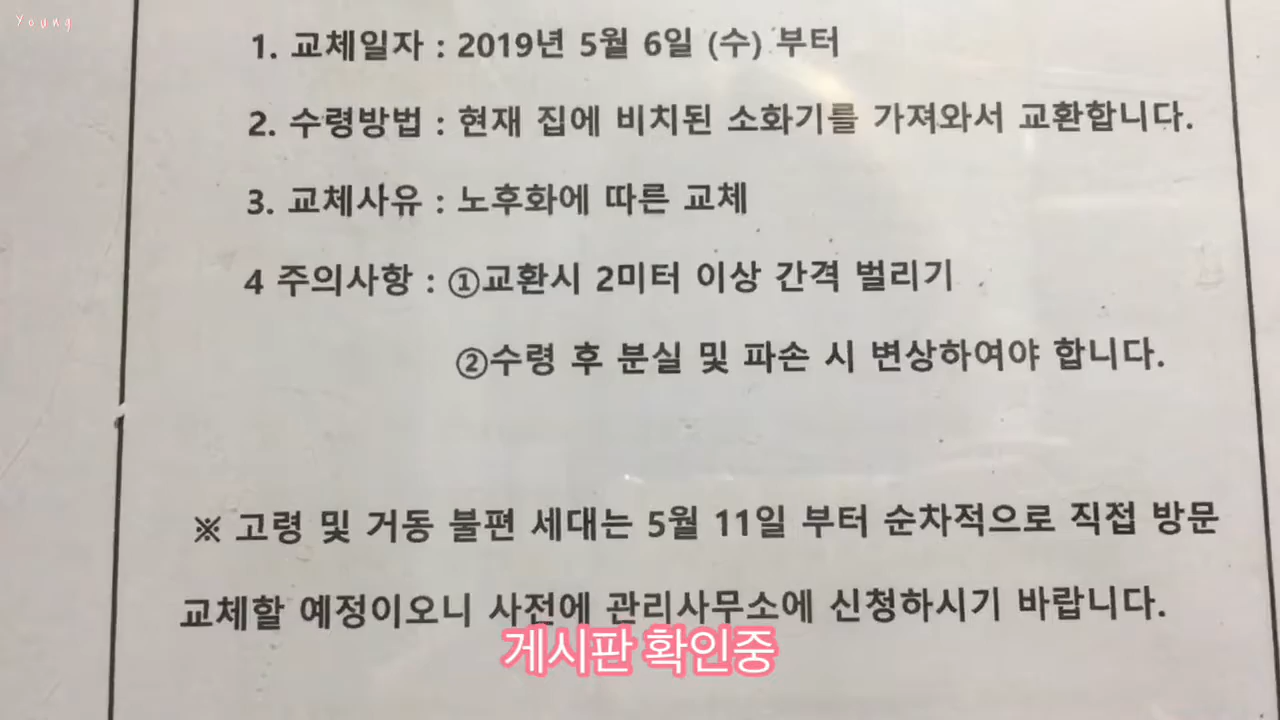 Young
1. 교체일자 : 2019년 5월 6일 (수) 부터
2. 수령방법 : 현재 집에 비치된 소화기를 가져와서 교환합니다.
3. 교체사유 : 노후화에 따른 교체
4 주의사항 : ①교환시 2미터 이상 간격 벌리기
②수령 후 분실 및 파손 시 변상하여야 합니다.
※ 고령 및 거동 불편 세대는 5월 11일 부터 순차적으로 직접 방문
교체할 예정이오니 사전에 관리사무소에 신청하시기 바랍니다.
게시판 확인중